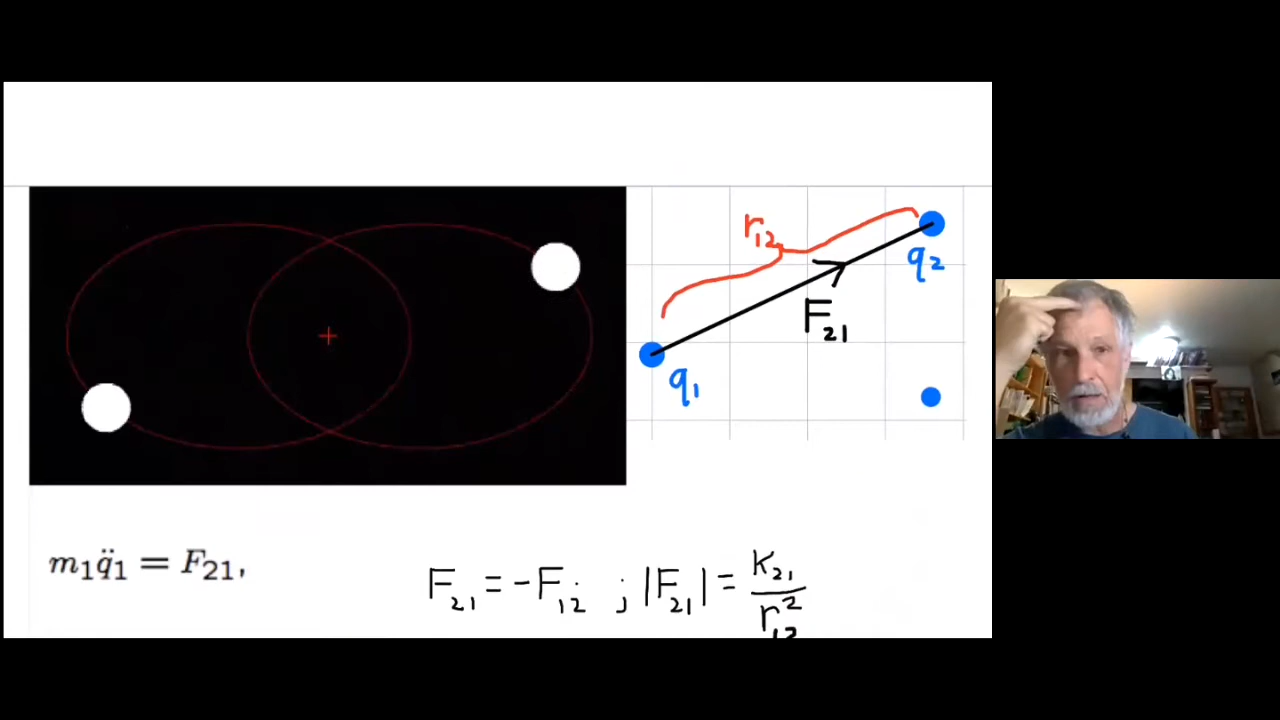 r₁₂
q₂
F₂₁
q₁
m₁q̈₁ = F₂₁,
F₂₁ = -F₁₂ ; |F₂₁| = K₂₁ / r₁₂²